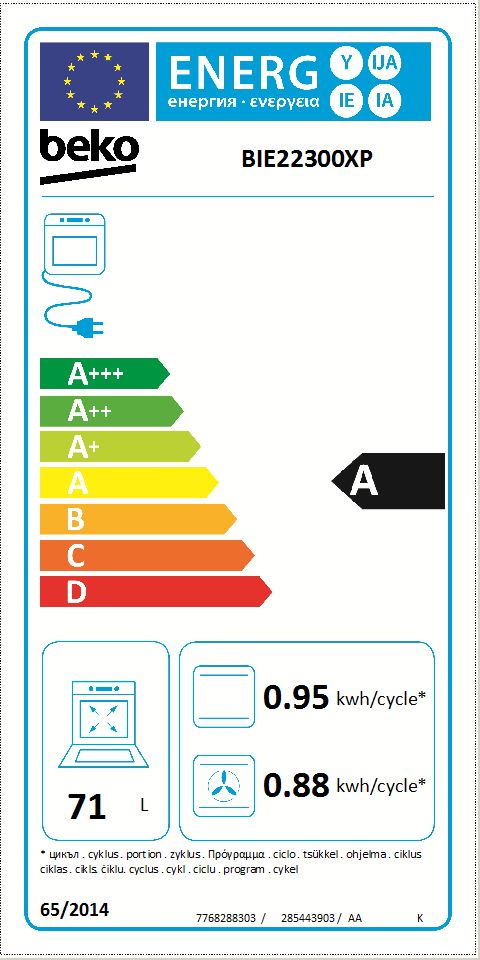 ENERG Y IJA
енергия · ενεργεια IE IA
beko
BIE22300XP
A+++
A++
A+
A
A
B
C
D
0.95 kwh/cycle*
0.88 kwh/cycle*
71 L
* цикъл . cyklus . portion . zyklus . Πρόγραμμα . ciclo . tsükkel . ohjelma . ciklus
ciklas . cikls. ċiklu. cyclus . cykl . ciclu . program . cykel
65/2014
7768288303 / 285443903 / AA K